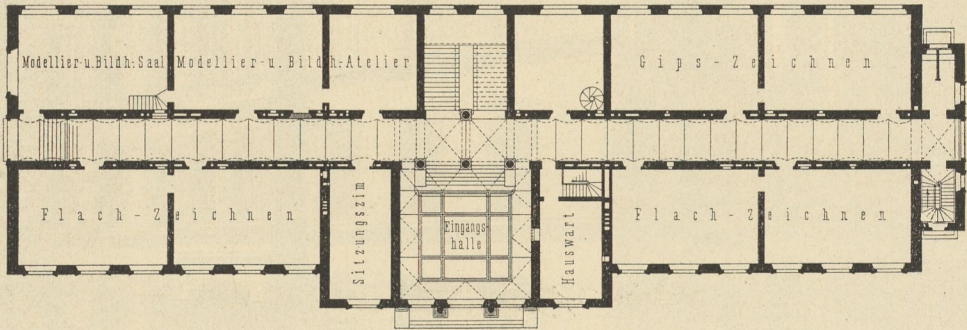 Modellier- u. Bildh.-Saal
Modellier- u. Bildh.-Atelier
Gips-Zeichnen
Flach-Zeichnen
Sitzungszim
Eingangs-
halle
Hauswart
Flach-Zeichnen